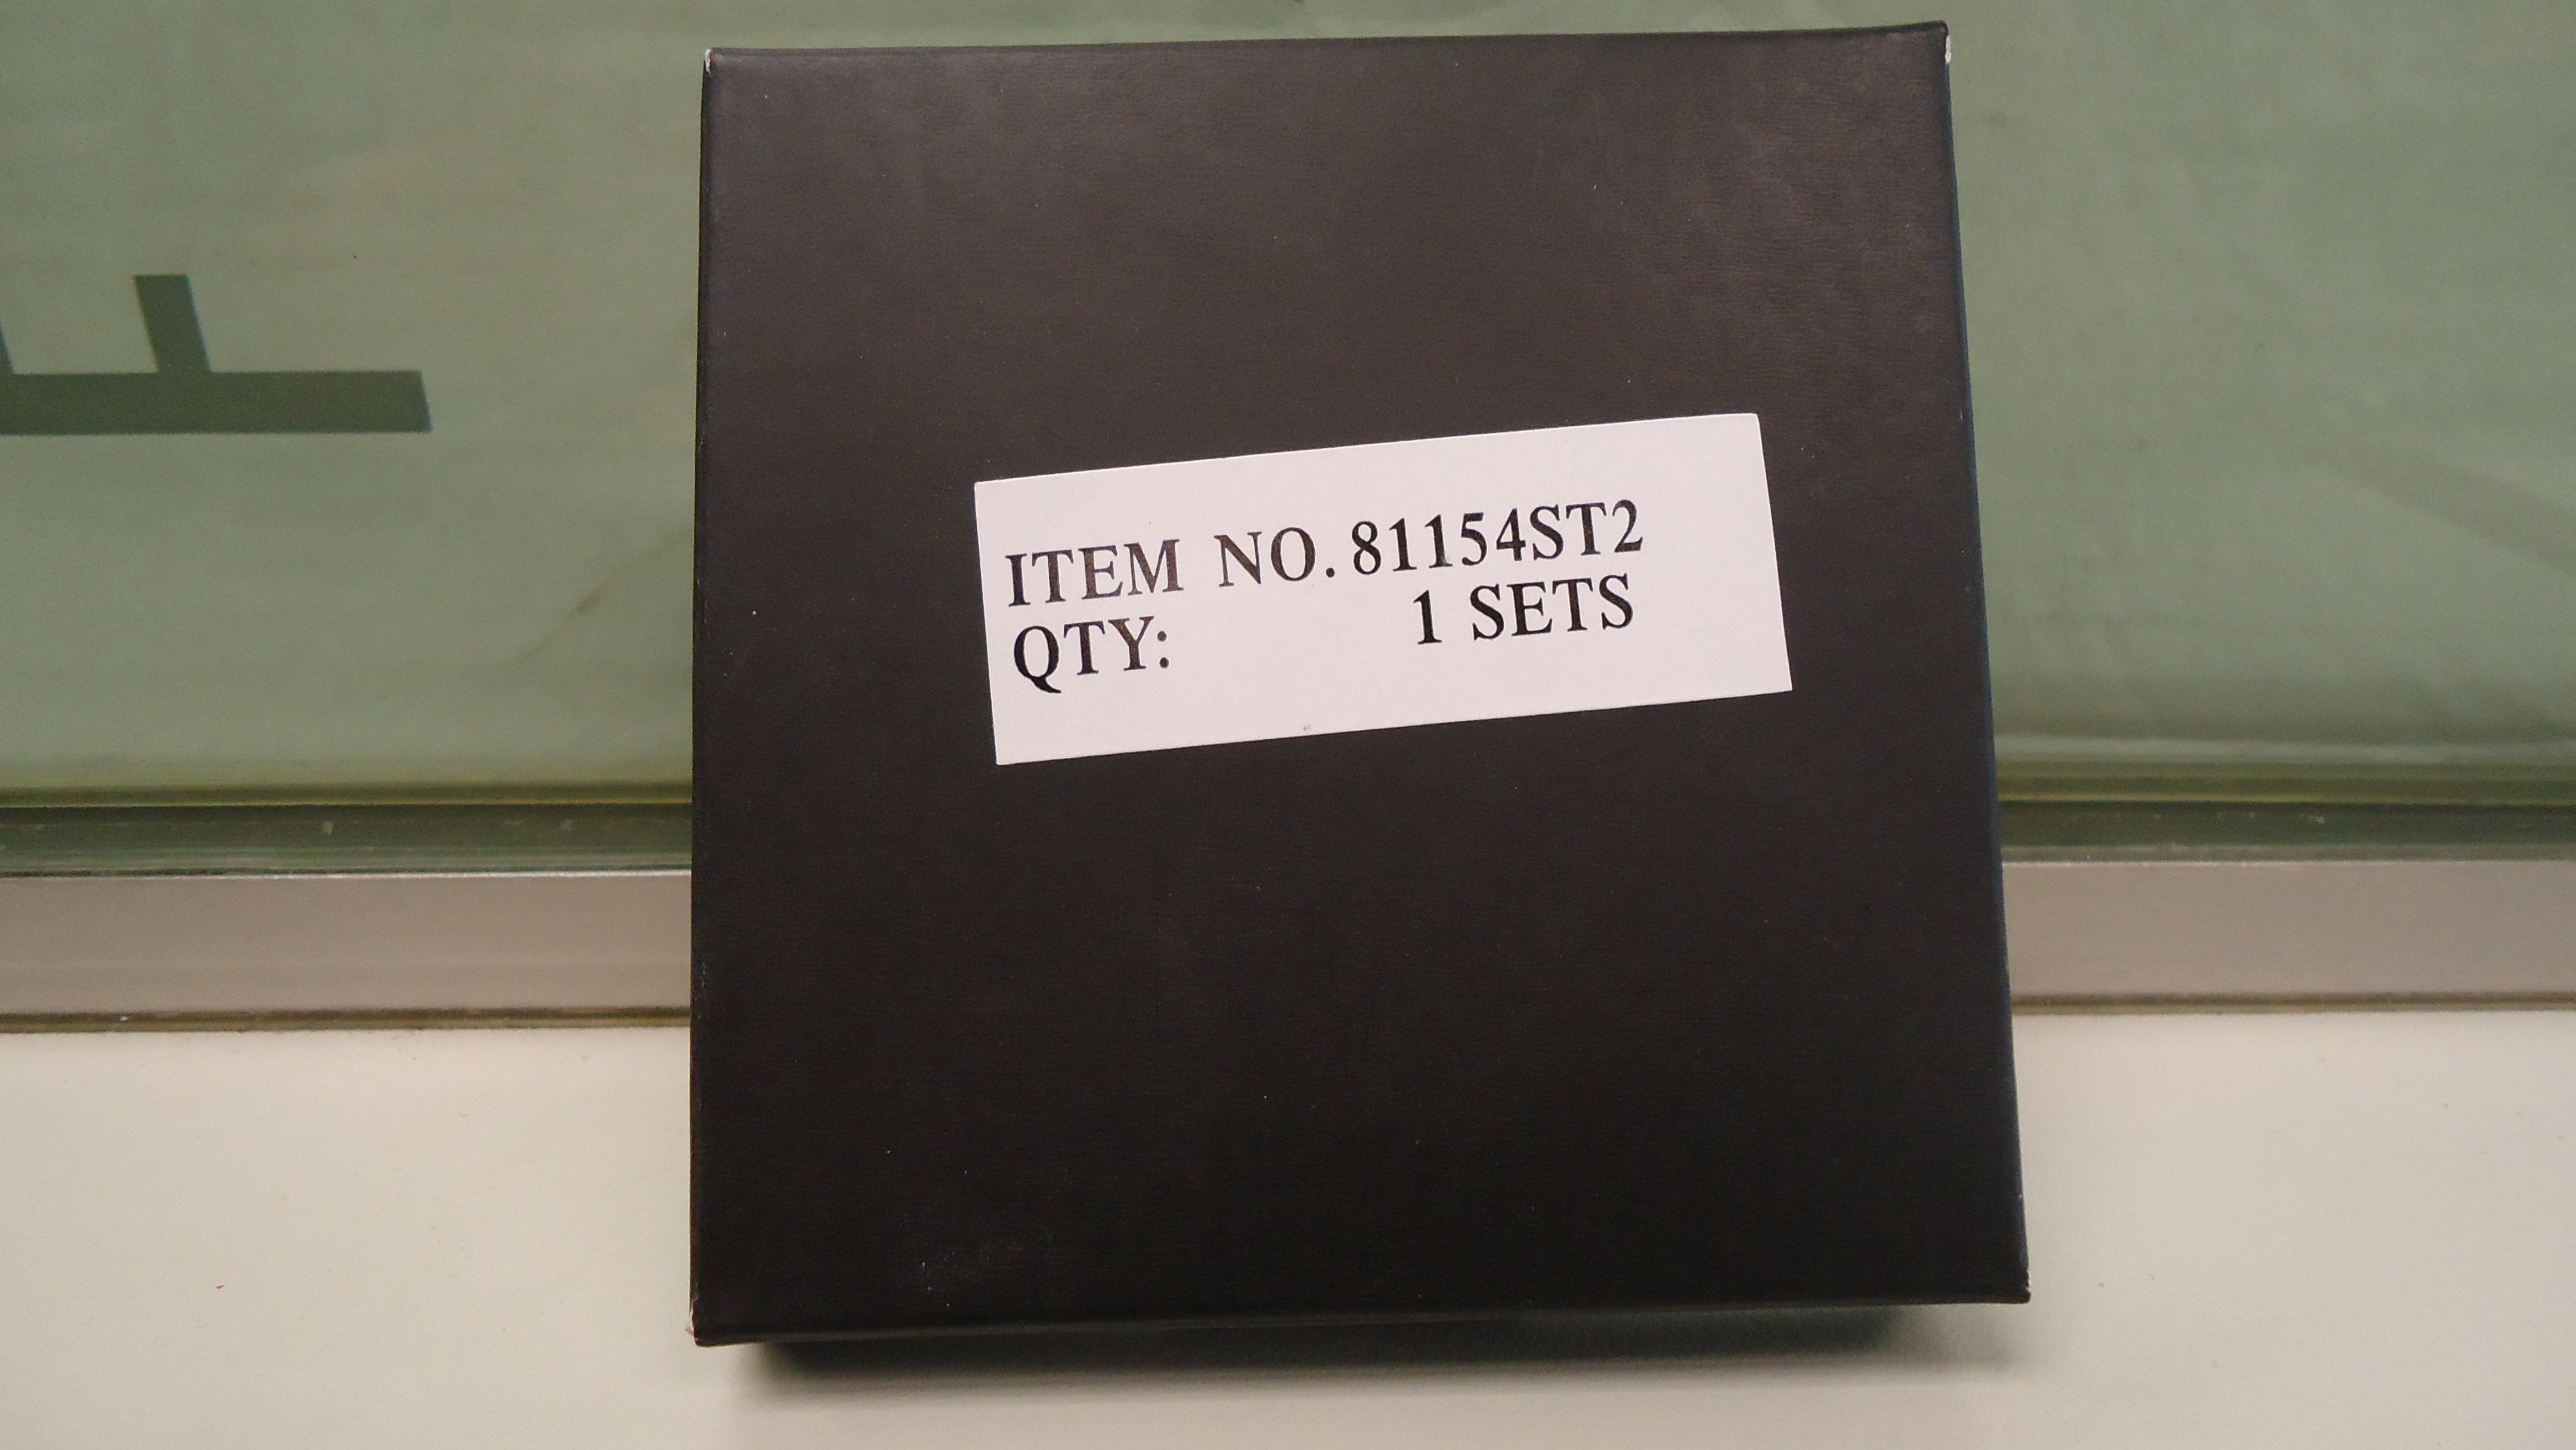 ITEM NO. 81154ST2
QTY: 1 SETS